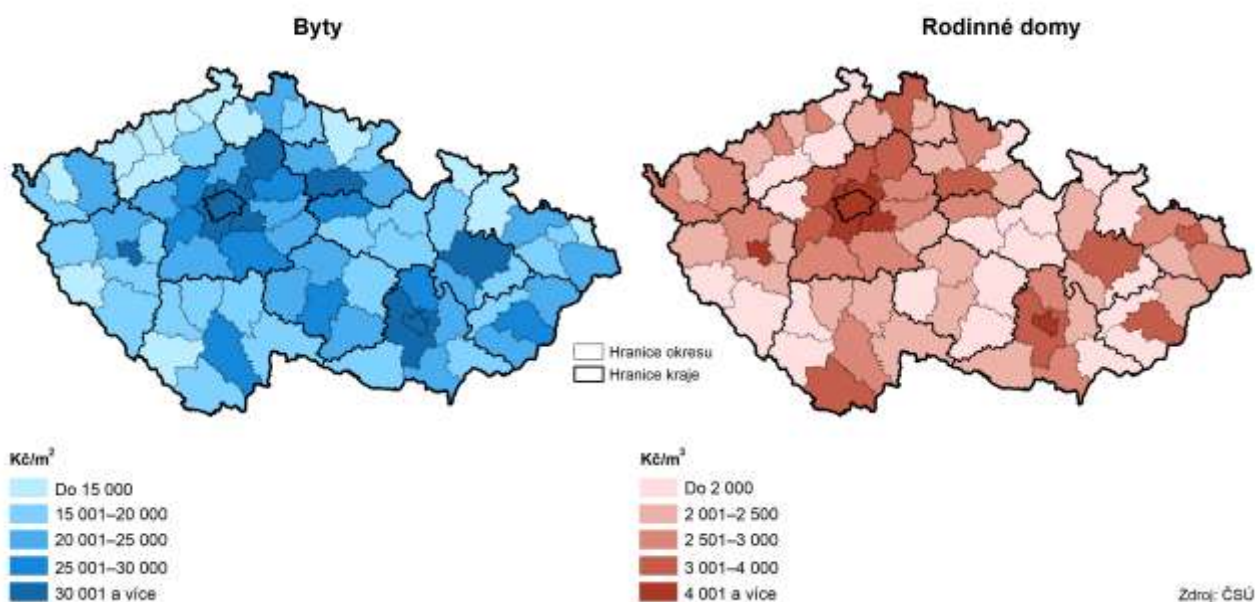 Byty
Rodinné domy
Hranice okresu
Hranice kraje
Kč/m²
Do 15 000
15 001–20 000
20 001–25 000
25 001–30 000
30 001 a více
Kč/m³
Do 2 000
2 001–2 500
2 501–3 000
3 001–4 000
4 001 a více
Zdroj: ČSÚ